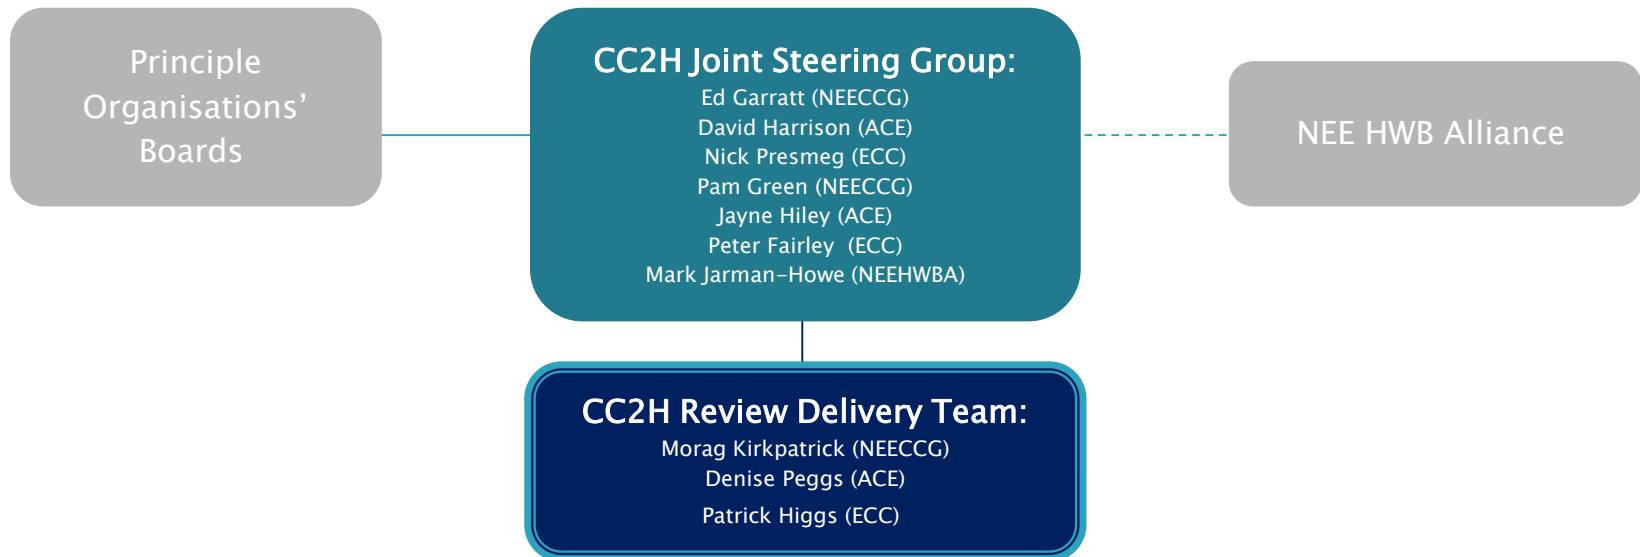 Principle
Organisations’
Boards
CC2H Joint Steering Group:
Ed Garratt (NEECCG)
David Harrison (ACE)
Nick Presmeg (ECC)
Pam Green (NEECCG)
Jayne Hiley (ACE)
Peter Fairley  (ECC)
Mark Jarman-Howe (NEEHWBA)
NEE HWB Alliance
CC2H Review Delivery Team:
Morag Kirkpatrick (NEECCG)
Denise Peggs (ACE)
Patrick Higgs (ECC)